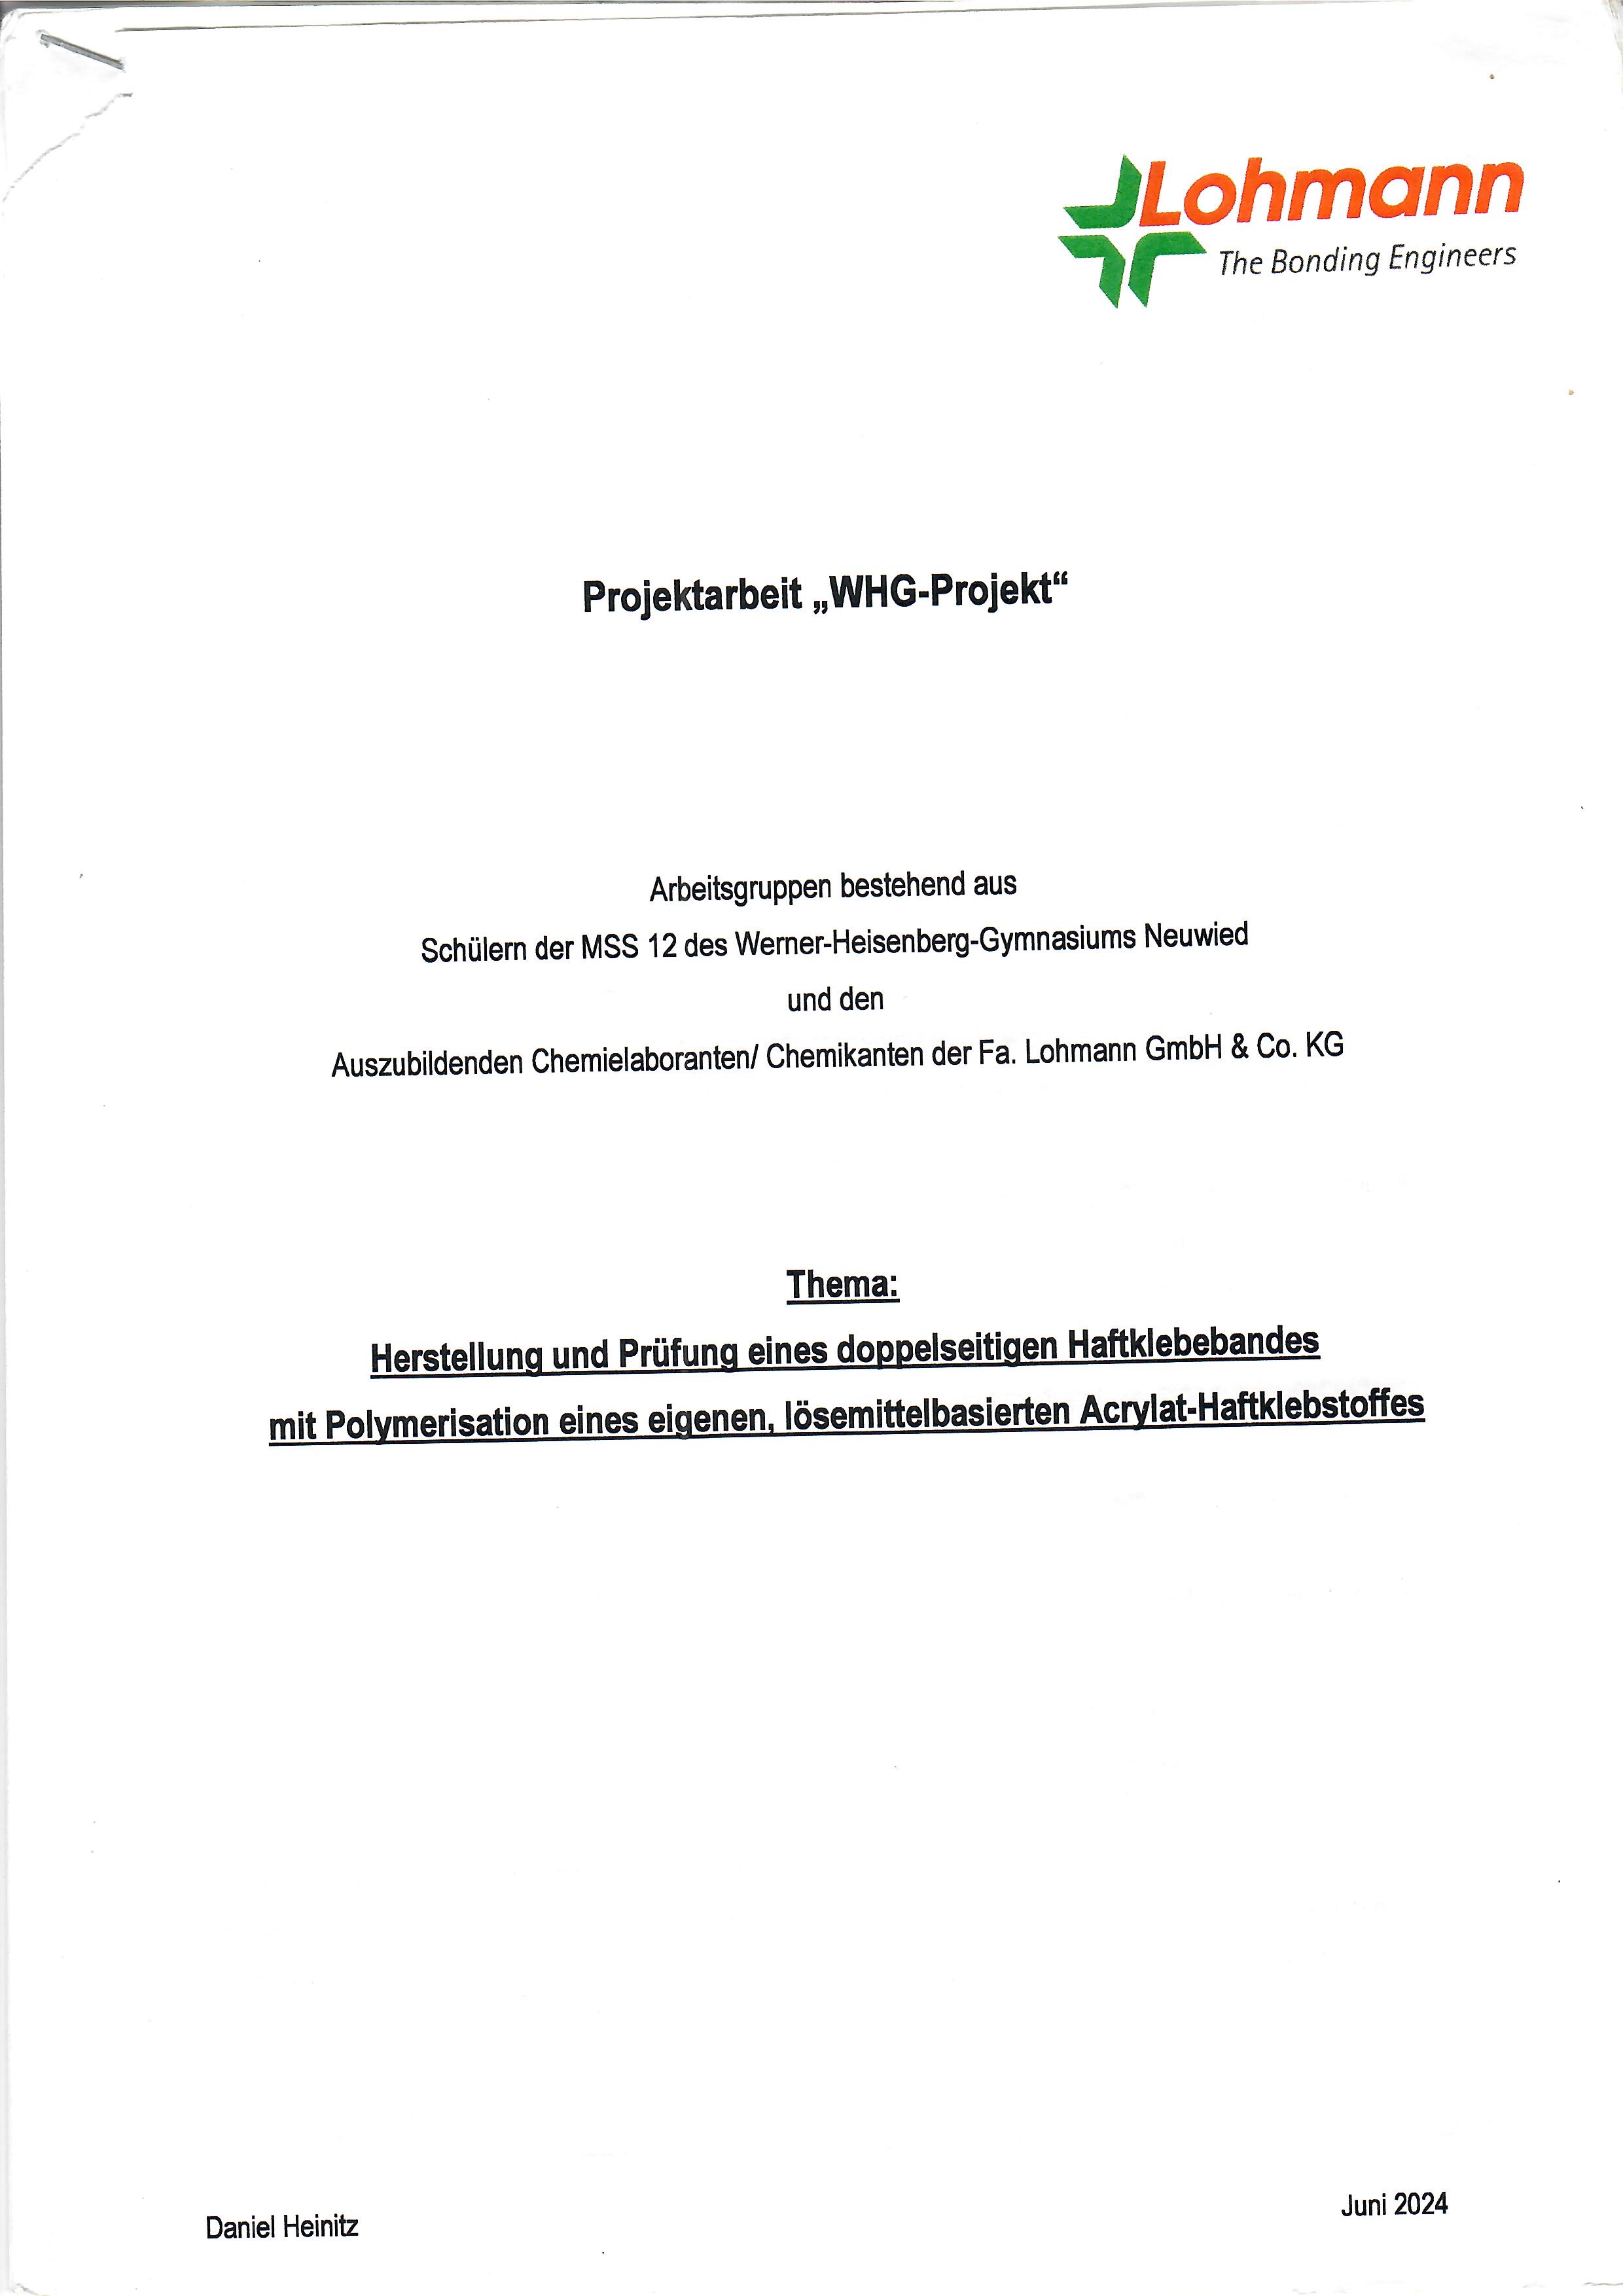 Lohmann
The Bonding Engineers
Projektarbeit „WHG-Projekt“
Arbeitsgruppen bestehend aus
Schülern der MSS 12 des Werner-Heisenberg-Gymnasiums Neuwied
und den
Auszubildenden Chemielaboranten/ Chemikanten der Fa. Lohmann GmbH & Co. KG
Thema:
Herstellung und Prüfung eines doppelseitigen Haftklebebandes
mit Polymerisation eines eigenen, lösemittelbasierten Acrylat-Haftklebstoffes
Daniel Heinitz
Juni 2024